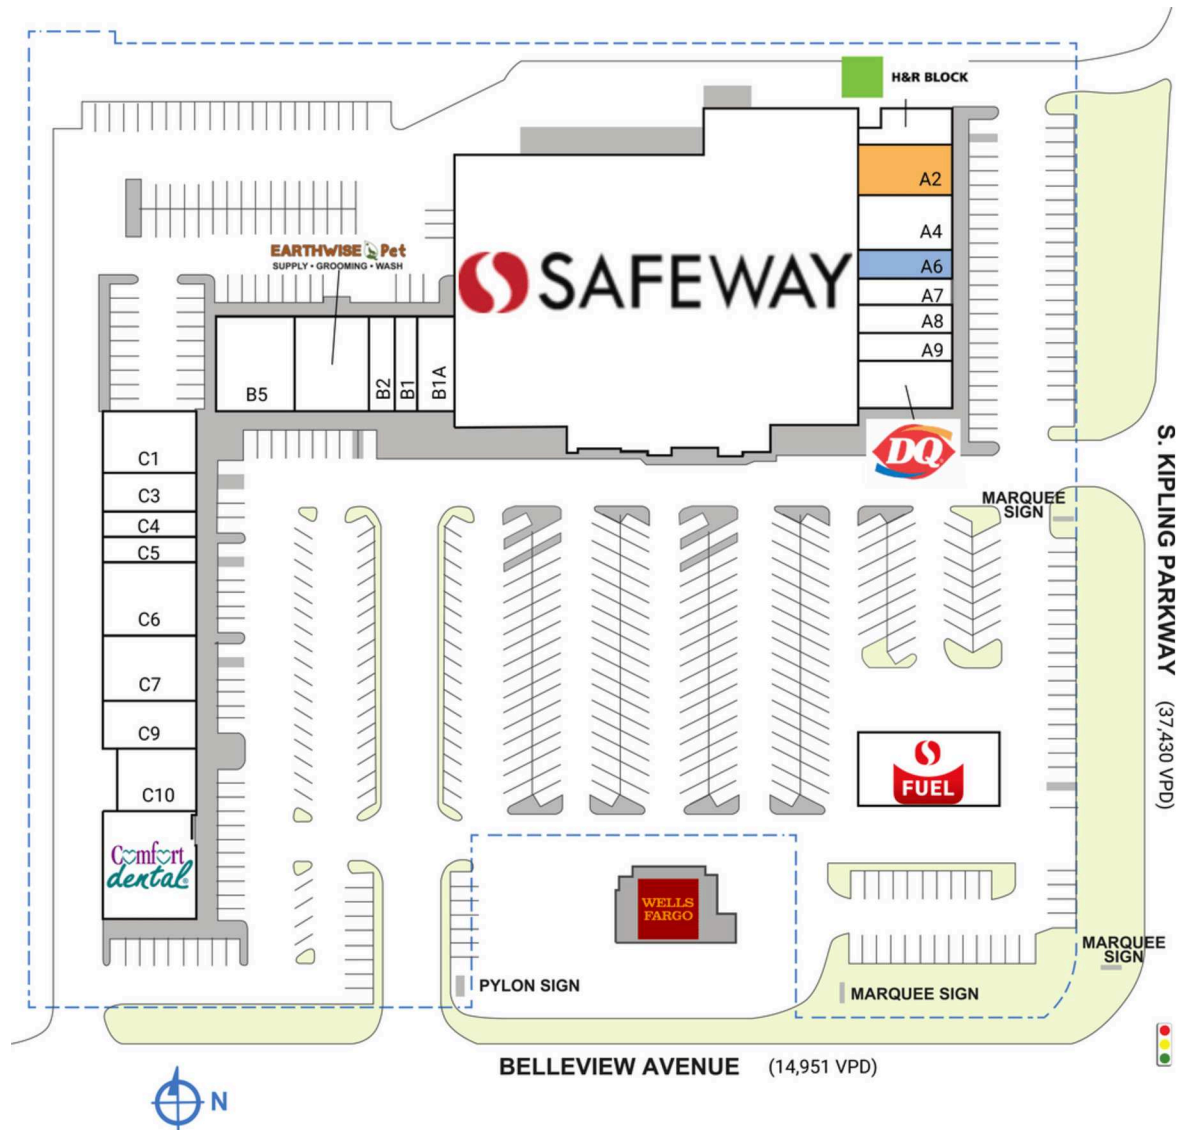 H&R BLOCK
A2
A4
EARTHWISE Pet
SUPPLY • GROOMING • WASH
SAFEWAY
A6
A7
A8
A9
B5
B2
B1
B1A
DQ
C1
C3
C4
C5
C6
C7
C9
C10
MARQUEE
SIGN
S. KIPLING PARKWAY (37,430 VPD)
FUEL
Comfort
dental
WELLS
FARGO
MARQUEE
SIGN
PYLON SIGN
MARQUEE SIGN
BELLEVIEW AVENUE (14,951 VPD)
N